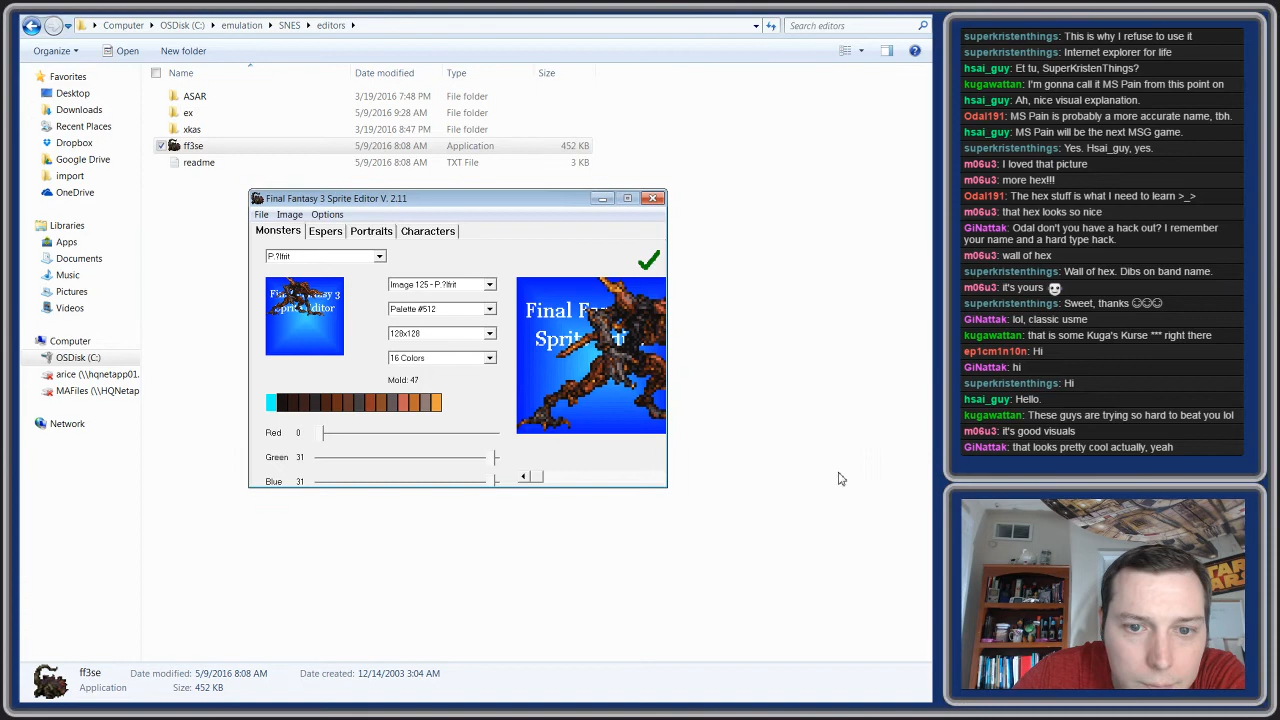 Computer ▸ OSDisk (C:) ▸ emulation ▸ SNES ▸ editors ▸
Search editors
Organize
Open
New folder
Favorites
Desktop
Downloads
Recent Places
Dropbox
Google Drive
import
OneDrive
Libraries
Apps
Documents
Music
Pictures
Videos
Computer
OSDisk (C:)
arice (\\hqnetapp01.
MAFiles (\\HQNetap
Network
Name Date modified Type Size
ASAR 3/19/2016 7:48 PM File folder
ex 5/9/2016 9:28 AM File folder
xkas 3/19/2016 8:47 PM File folder
ff3se 5/9/2016 8:08 AM Application 452 KB
readme 5/9/2016 8:08 AM TXT File 3 KB
Final Fantasy 3 Sprite Editor V. 2.11
File Image Options
Monsters Espers Portraits Characters
P:?Ifrit
Image 125 - P:?Ifrit
Palette #512
128x128
16 Colors
Mold: 47
Red 0
Green 31
Blue 31
ff3se
Application
Date modified: 5/9/2016 8:08 AM
Size: 452 KB
Date created: 12/14/2003 3:04 AM
superkristenthings: This is why I refuse to use it
superkristenthings: Internet explorer for life
hsai_guy: Et tu, SuperKristenThings?
kugawattan: I'm gonna call it MS Pain from this point on
hsai_guy: Ah, nice visual explanation.
Odal191: MS Pain is probably a more accurate name, tbh.
hsai_guy: MS Pain will be the next MSG game.
superkristenthings: Yes. Hsai_guy, yes.
m06u3: I loved that picture
m06u3: more hex!!!
Odal191: The hex stuff is what I need to learn >_>
m06u3: that hex looks so nice
GiNattak: Odal don't you have a hack out? I remember
your name and a hard type hack.
m06u3: wall of hex
superkristenthings: Wall of hex. Dibs on band name.
m06u3: it's yours
superkristenthings: Sweet, thanks ☺☺☺
GiNattak: lol, classic usme
kugawattan: that is some Kuga's Kurse *** right there
ep1cm1n10n: Hi
GiNattak: hi
superkristenthings: Hi
hsai_guy: Hello.
kugawattan: These guys are trying so hard to beat you lol
m06u3: it's good visuals
GiNattak: that looks pretty cool actually, yeah
STAR